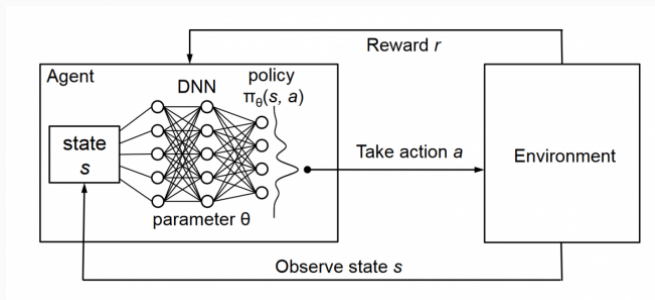 Reward r
Agent
DNN
policy
πθ(s, a)
state
s
parameter θ
Take action a
Environment
Observe state s